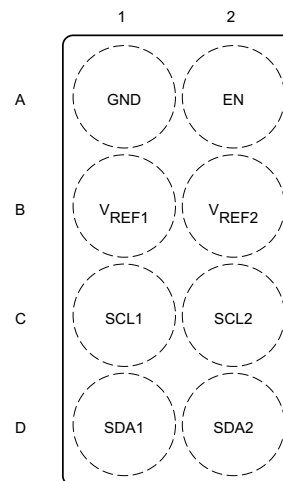 1 2
A GND EN
B VREF1 VREF2
C SCL1 SCL2
D SDA1 SDA2